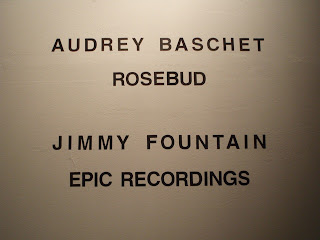 AUDREY BASCHET
ROSEBUD
JIMMY FOUNTAIN
EPIC RECORDINGS